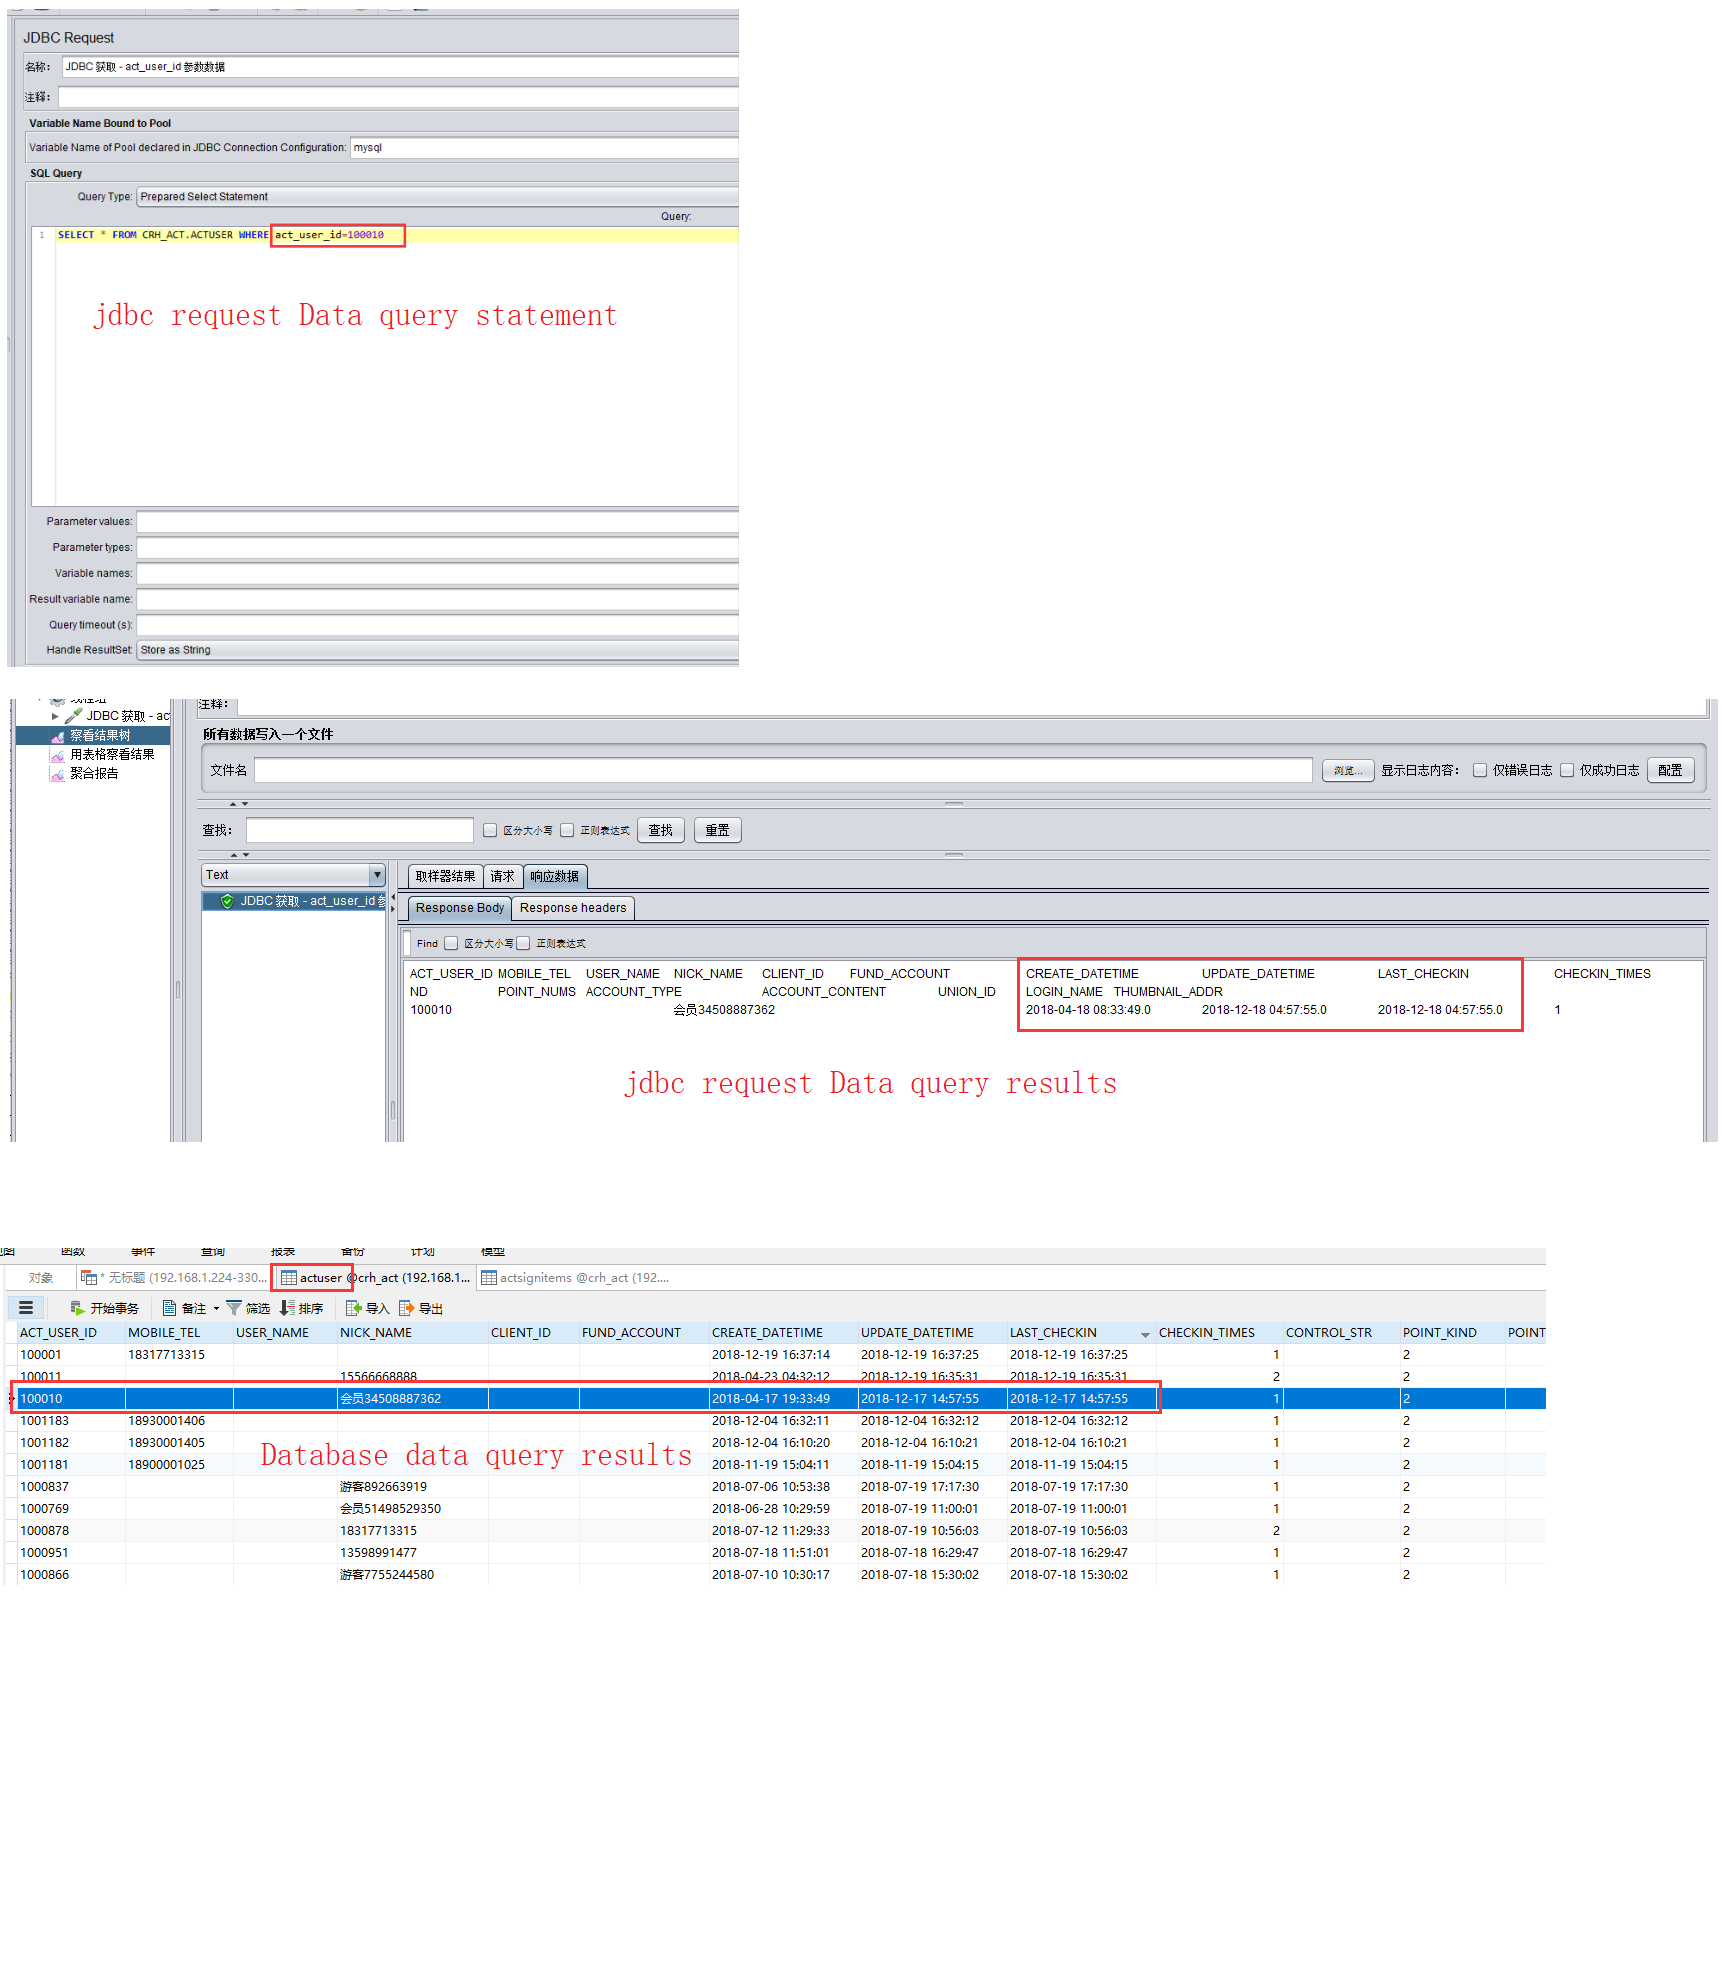 JDBC Request
名称： JDBC 获取 - act_user_id 参数数据
注释：
Variable Name Bound to Pool
Variable Name of Pool declared in JDBC Connection Configuration: mysql
SQL Query
Query Type: Prepared Select Statement
Query:
1 SELECT * FROM CRH_ACT.ACTUSER WHERE act_user_id=100010
jdbc request Data query statement
Parameter values:
Parameter types:
Variable names:
Result variable name:
Query timeout (s):
Handle ResultSet: Store as String
线程组
注释：
JDBC 获取 - ac
察看结果树
用表格察看结果
聚合报告
所有数据写入一个文件
文件名 浏览... 显示日志内容： 仅错误日志 仅成功日志 配置
查找： 区分大小写 正则表达式 查找 重置
Text 取样器结果 请求 响应数据
JDBC 获取 - act_user_id 参
Response Body Response headers
Find 区分大小写 正则表达式
ACT_USER_ID MOBILE_TEL USER_NAME NICK_NAME CLIENT_ID FUND_ACCOUNT CREATE_DATETIME UPDATE_DATETIME LAST_CHECKIN CHECKIN_TIMES
ND POINT_NUMS ACCOUNT_TYPE ACCOUNT_CONTENT UNION_ID LOGIN_NAME THUMBNAIL_ADDR
100010 会员34508887362 2018-04-18 08:33:49.0 2018-12-18 04:57:55.0 2018-12-18 04:57:55.0 1
jdbc request Data query results
函数 事件 查询 报表 备份 计划 模型
对象 * 无标题 (192.168.1.224-330... actuser @crh_act (192.168.1... actsignitems @crh_act (192....
开始事务 备注 筛选 排序 导入 导出
ACT_USER_ID MOBILE_TEL USER_NAME NICK_NAME CLIENT_ID FUND_ACCOUNT CREATE_DATETIME UPDATE_DATETIME LAST_CHECKIN CHECKIN_TIMES CONTROL_STR POINT_KIND POINT
100001 18317713315 2018-12-19 16:37:14 2018-12-19 16:37:25 2018-12-19 16:37:25 1 2
100011 15566668888 2018-04-23 04:32:12 2018-12-19 16:35:31 2018-12-19 16:35:31 2 2
100010 会员34508887362 2018-04-17 19:33:49 2018-12-17 14:57:55 2018-12-17 14:57:55 1 2
1001183 18930001406 2018-12-04 16:32:11 2018-12-04 16:32:12 2018-12-04 16:32:12 1 2
1001182 18930001405 2018-12-04 16:10:20 2018-12-04 16:10:21 2018-12-04 16:10:21 1 2
Database data query results
1001181 18900001025 2018-11-19 15:04:11 2018-11-19 15:04:15 2018-11-19 15:04:15 1 2
1000837 游客892663919 2018-07-06 10:53:38 2018-07-19 17:17:30 2018-07-19 17:17:30 1 2
1000769 会员51498529350 2018-06-28 10:29:59 2018-07-19 11:00:01 2018-07-19 11:00:01 1 2
1000878 18317713315 2018-07-12 11:29:33 2018-07-19 10:56:03 2018-07-19 10:56:03 2 2
1000951 13598991477 2018-07-18 11:51:01 2018-07-18 16:29:47 2018-07-18 16:29:47 1 2
1000866 游客7755244580 2018-07-10 10:30:17 2018-07-18 15:30:02 2018-07-18 15:30:02 1 2